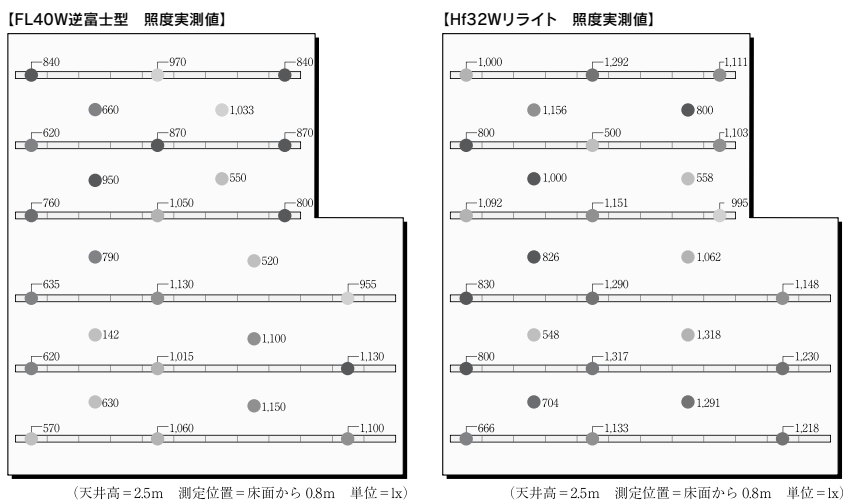 【FL40W逆富士型　照度実測値】
840 970 840
660 1,033
620 870 870
950 550
760 1,050 800
790 520
635 1,130 955
142 1,100
620 1,015 1,130
630 1,150
570 1,060 1,100
（天井高＝2.5m　測定位置＝床面から0.8m　単位＝lx）
【Hf32Wリライト　照度実測値】
1,000 1,292 1,111
1,156 800
800 500 1,103
1,000 558
1,092 1,151 995
826 1,062
830 1,290 1,148
548 1,318
800 1,317 1,230
704 1,291
666 1,133 1,218
（天井高＝2.5m　測定位置＝床面から0.8m　単位＝lx）